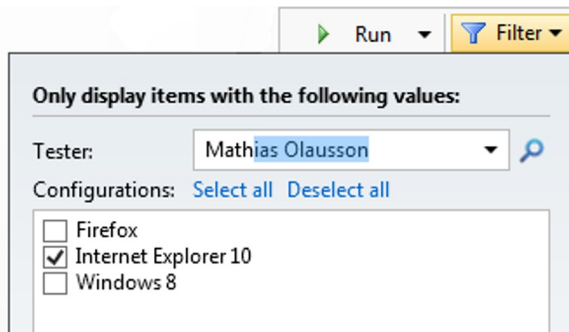 Run Filter
Only display items with the following values:
Tester: Mathias Olausson
Configurations: Select all Deselect all
Firefox
Internet Explorer 10
Windows 8